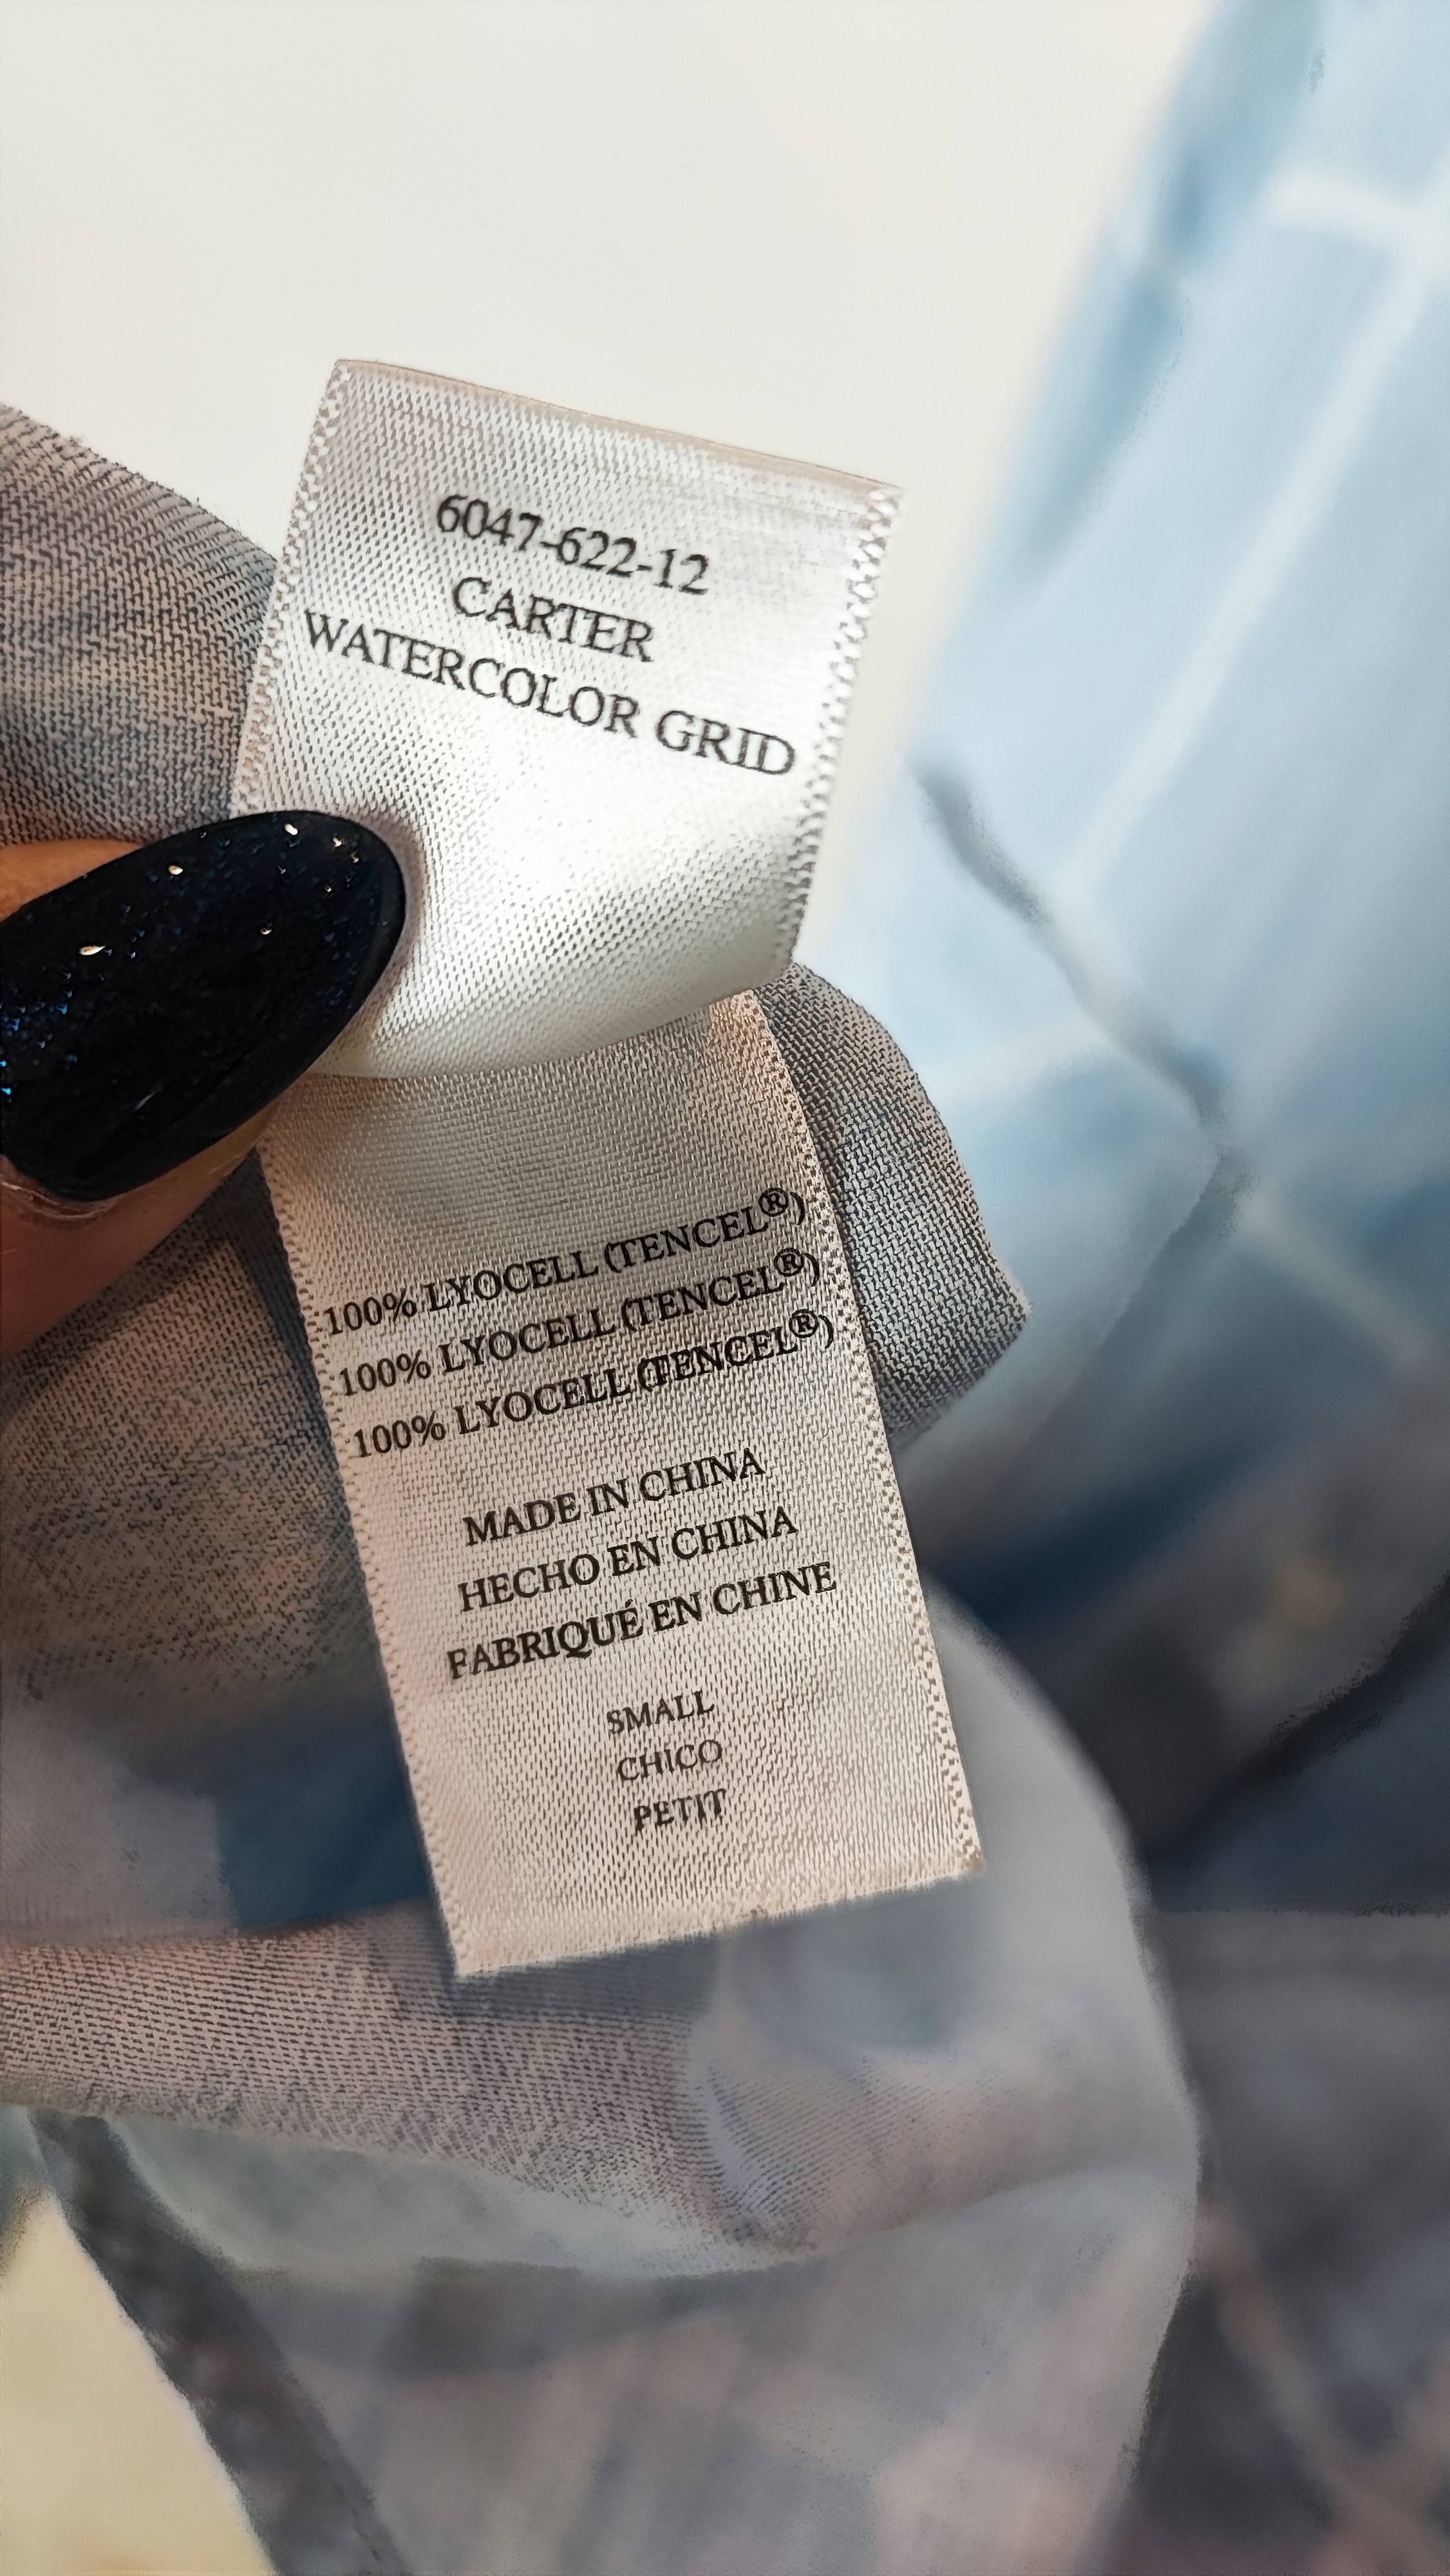 6047-622-12
CARTER
WATERCOLOR GRID
100% LYOCELL (TENCEL®)
100% LYOCELL (TENCEL®)
100% LYOCELL (TENCEL®)
MADE IN CHINA
HECHO EN CHINA
FABRIQUÉ EN CHINE
SMALL
CHICO
PETIT